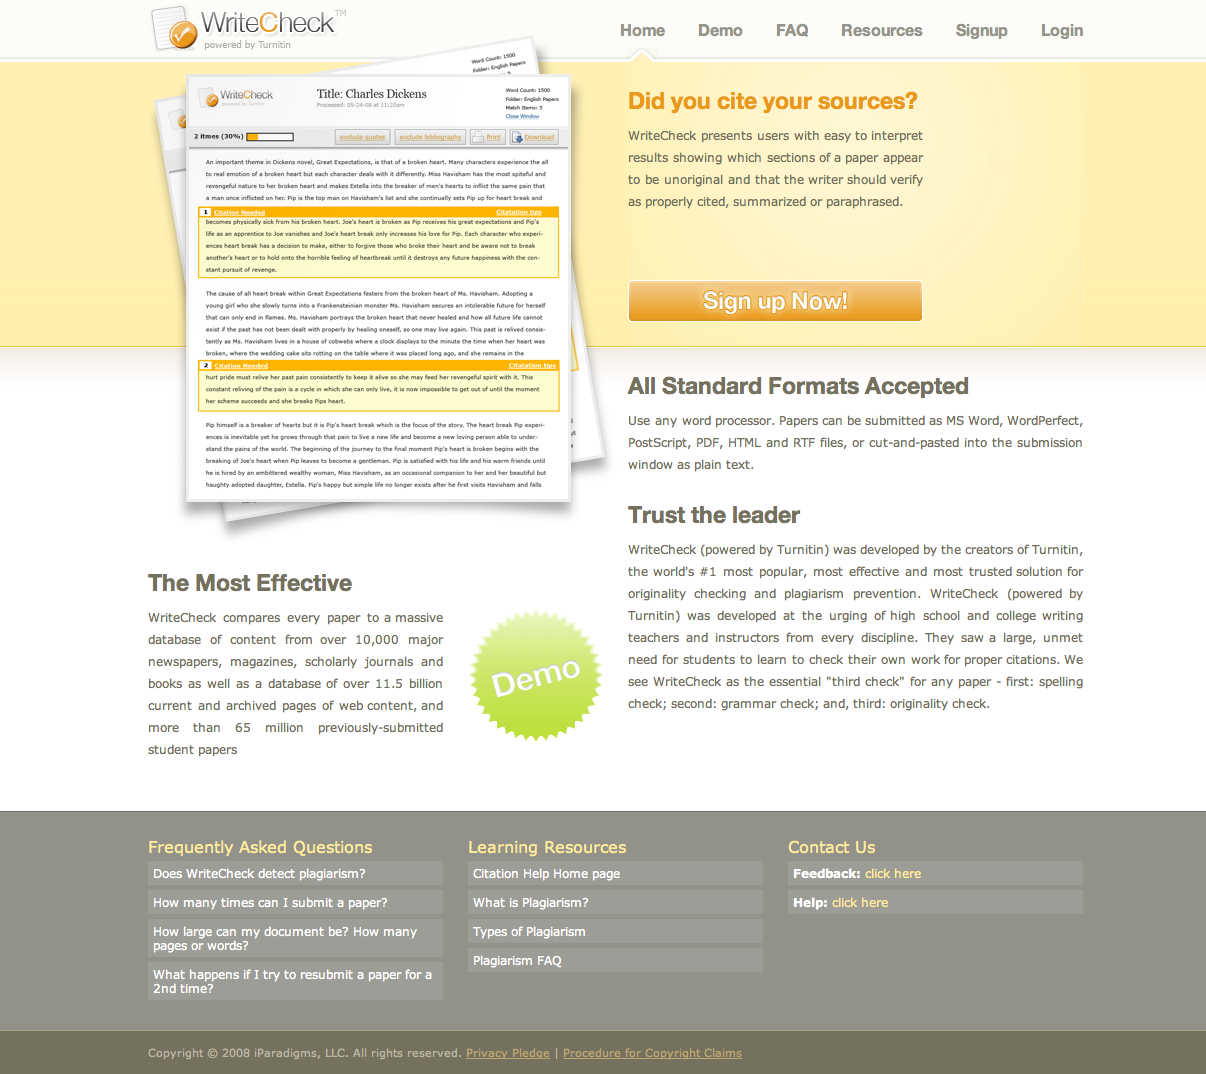 WriteCheck™
powered by Turnitin
Home Demo FAQ Resources Signup Login
Word Count: 1500
Folder: English Papers
WriteCheck
powered by Turnitin
Title: Charles Dickens
Processed: 05-24-08 at 11:20am
Word Count: 1500
Folder: English Papers
Match Items: 5
Close Window
2 itmes (30%)
exclude quotes
exclude bibliography
Print
Download
An important theme in Dickens novel, Great Expectations, is that of a broken heart. Many characters experience the all
to real emotion of a broken heart but each character deals with it differently. Miss Havisham has the most spiteful and
revengeful nature to her broken heart and makes Estella into the breaker of men's hearts to inflict the same pain that
a man once inflicted on her. Pip is the top man on Havisham's list and she continually sets Pip up for heart break and
1 Citation Needed Citatation tips
becomes physically sick from his broken heart. Joe's heart is broken as Pip receives his great expectations and Pip's
life as an apprentice to Joe vanishes and Joe's heart break only increases his love for Pip. Each character who experi-
ences heart break has a decision to make, either to forgive those who broke their heart and be aware not to break
another's heart or to hold onto the horrible feeling of heartbreak until it destroys any future happiness with the con-
stant pursuit of revenge.
The cause of all heart break within Great Expectations festers from the broken heart of Ms. Havisham. Adopting a
young girl who she slowly turns into a Frankensteinian monster Ms. Havisham secures an intolerable future for herself
that can only end in flames. Ms. Havisham portrays the broken heart that never healed and how all future life cannot
exist if the past has not been dealt with properly by healing oneself, so one may live again. This past is relived consis-
tently as Ms. Havisham lives in a house of cobwebs where a clock displays to the minute the time when her heart was
broken, where the wedding cake sits rotting on the table where it was placed long ago, and she remains in the
2 Citation Needed Citatation tips
hurt pride must relive her past pain consistently to keep it alive so she may feed her revengeful spirit with it. This
constant reliving of the pain is a cycle in which she can only live, it is now impossible to get out of until the moment
her scheme succeeds and she breaks Pips heart.
Pip himself is a breaker of hearts but it is Pip's heart break which is the focus of the story. The heart break Pip experi-
ences is inevitable yet he grows through that pain to live a new life and become a new loving person able to under-
stand the pains of the world. The beginning of the journey to the final moment Pip's heart is broken begins with the
breaking of Joe's heart when Pip leaves to become a gentleman. Pip is satisfied with his life and his warm friends until
he is hired by an embittered wealthy woman, Miss Havisham, as an occasional companion to her and her beautiful but
haughty adopted daughter, Estella. Pip's happy but simple life no longer exists after he first visits Havisham and falls
Did you cite your sources?
WriteCheck presents users with easy to interpret
results showing which sections of a paper appear
to be unoriginal and that the writer should verify
as properly cited, summarized or paraphrased.
Sign up Now!
All Standard Formats Accepted
Use any word processor. Papers can be submitted as MS Word, WordPerfect,
PostScript, PDF, HTML and RTF files, or cut-and-pasted into the submission
window as plain text.
Trust the leader
WriteCheck (powered by Turnitin) was developed by the creators of Turnitin,
the world's #1 most popular, most effective and most trusted solution for
originality checking and plagiarism prevention. WriteCheck (powered by
Turnitin) was developed at the urging of high school and college writing
teachers and instructors from every discipline. They saw a large, unmet
need for students to learn to check their own work for proper citations. We
see WriteCheck as the essential "third check" for any paper - first: spelling
check; second: grammar check; and, third: originality check.
The Most Effective
WriteCheck compares every paper to a massive
database of content from over 10,000 major
newspapers, magazines, scholarly journals and
books as well as a database of over 11.5 billion
current and archived pages of web content, and
more than 65 million previously-submitted
student papers
Demo
Frequently Asked Questions
Does WriteCheck detect plagiarism?
How many times can I submit a paper?
How large can my document be? How many
pages or words?
What happens if I try to resubmit a paper for a
2nd time?
Learning Resources
Citation Help Home page
What is Plagiarism?
Types of Plagiarism
Plagiarism FAQ
Contact Us
Feedback: click here
Help: click here
Copyright © 2008 iParadigms, LLC. All rights reserved. Privacy Pledge | Procedure for Copyright Claims